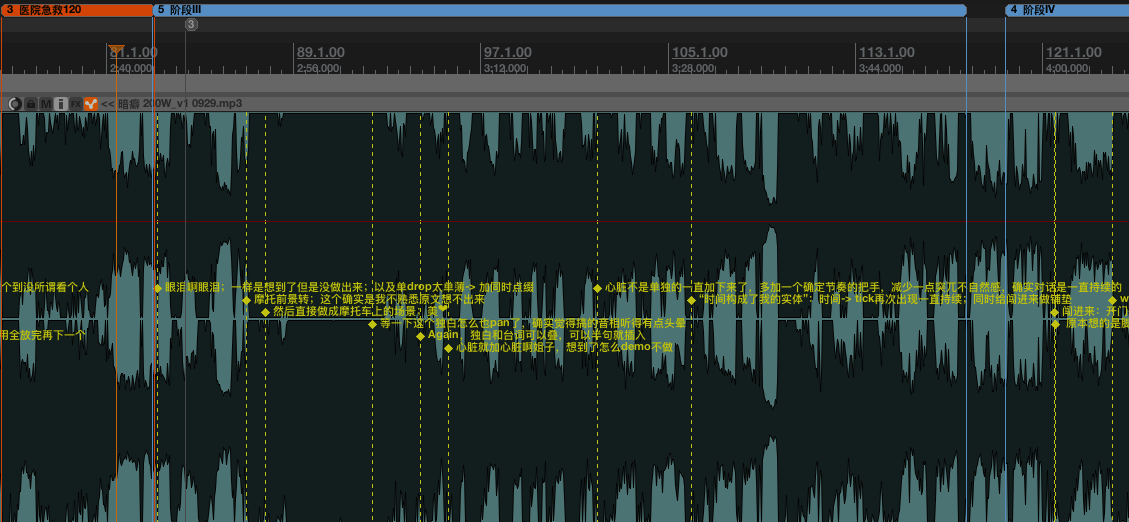 3 医院急救120
5 阶段III
4 阶段IV
3
81.1.00
89.1.00
97.1.00
105.1.00
113.1.00
121.1.00
2:40.000
2:56.000
3:12.000
3:28.000
3:44.000
4:00.000
M i FX << 暗癖 200W_v1 0929.mp3
个到没所谓看个人
眼泪啊眼泪：一样是想到了但是没做出来；以及单drop大单薄-> 加同时点缀
心脏不是单独的一直加下来了，多加一个确定节奏的把手，减少一点突兀不自然感，确实对话是一直持续的
摩托前景转；这个确实是我不熟悉原文想不出来
“时间构成了我的实体”：时间-> tick再次出现一直持续；同时给闯进来做铺垫
w
然后直接做成摩托车上的场景；美❤
闯进来：开门
等一下这个独白怎么也pan了，确实觉得搞的音相听得有点头晕
原本想的是脚
用全放完再下一个
Again，独白和台词可以叠，可以半句就插入
心脏就加心脏啊姐子，想到了怎么demo不做